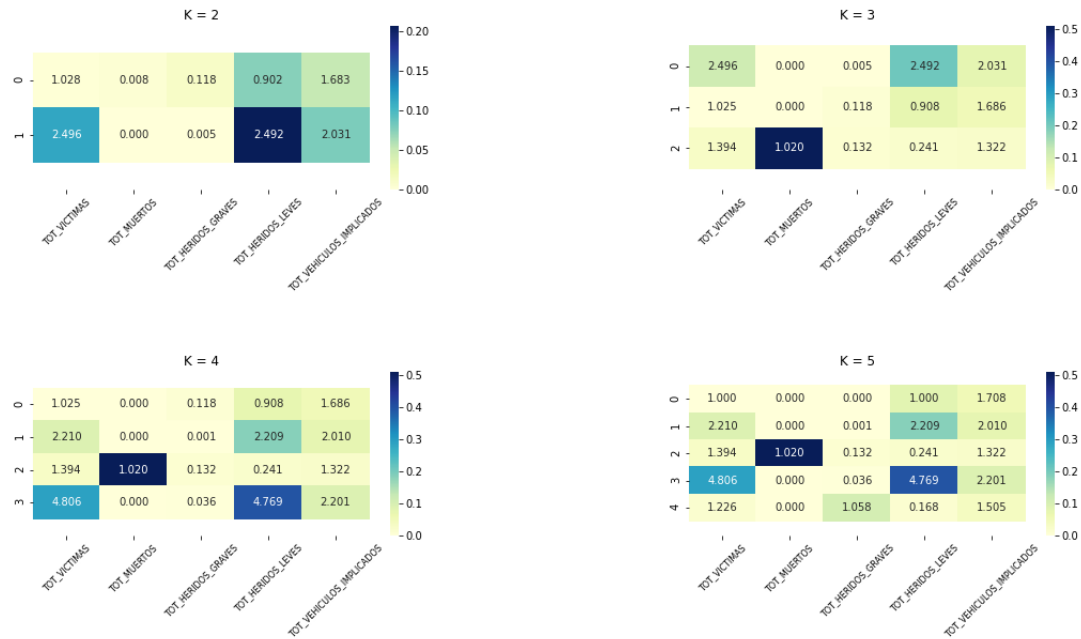 K = 2
0 1.028 0.008 0.118 0.902 1.683
1 2.496 0.000 0.005 2.492 2.031
0.20
0.15
0.10
0.05
0.00
TOT_VICTIMAS
TOT_MUERTOS
TOT_HERIDOS_GRAVES
TOT_HERIDOS_LEVES
TOT_VEHICULOS_IMPLICADOS
K = 3
0 2.496 0.000 0.005 2.492 2.031
1 1.025 0.000 0.118 0.908 1.686
2 1.394 1.020 0.132 0.241 1.322
0.5
0.4
0.3
0.2
0.1
0.0
TOT_VICTIMAS
TOT_MUERTOS
TOT_HERIDOS_GRAVES
TOT_HERIDOS_LEVES
TOT_VEHICULOS_IMPLICADOS
K = 4
0 1.025 0.000 0.118 0.908 1.686
1 2.210 0.000 0.001 2.209 2.010
2 1.394 1.020 0.132 0.241 1.322
3 4.806 0.000 0.036 4.769 2.201
0.5
0.4
0.3
0.2
0.1
0.0
TOT_VICTIMAS
TOT_MUERTOS
TOT_HERIDOS_GRAVES
TOT_HERIDOS_LEVES
TOT_VEHICULOS_IMPLICADOS
K = 5
0 1.000 0.000 0.000 1.000 1.708
1 2.210 0.000 0.001 2.209 2.010
2 1.394 1.020 0.132 0.241 1.322
3 4.806 0.000 0.036 4.769 2.201
4 1.226 0.000 1.058 0.168 1.505
0.5
0.4
0.3
0.2
0.1
0.0
TOT_VICTIMAS
TOT_MUERTOS
TOT_HERIDOS_GRAVES
TOT_HERIDOS_LEVES
TOT_VEHICULOS_IMPLICADOS